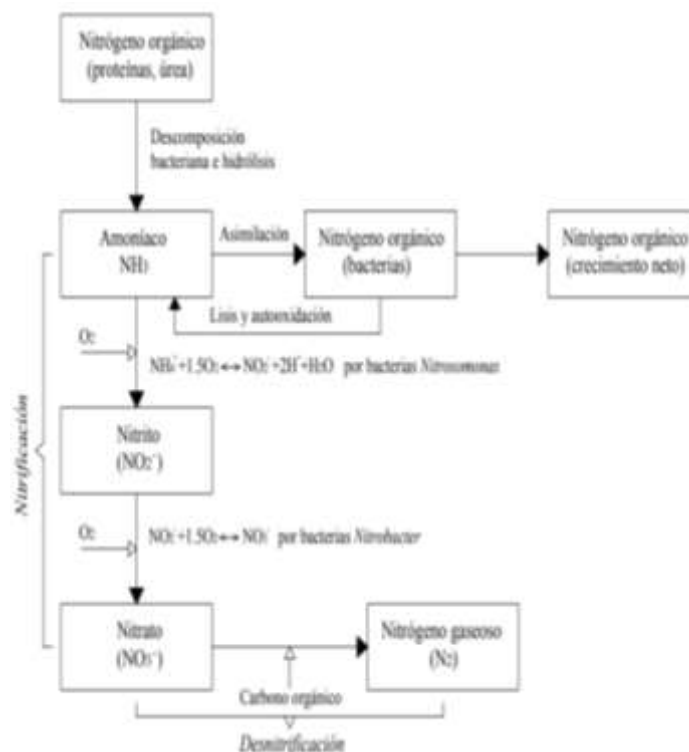 Nitrógeno orgánico
(proteínas, úrea)
Descomposición
bacteriana e hidrólisis
Amoníaco
NH3
Asimilación
Nitrógeno orgánico
(bacterias)
Nitrógeno orgánico
(crecimiento neto)
Lisis y autooxidación
O2
NH4+1.5O2↔NO2+2H+H2O por bacterias Nitrosomonas
Nitrificación
Nitrito
(NO2-)
O2
NO2+1.5O2↔NO3 por bacterias Nitrobacter
Nitrato
(NO3-)
Nitrógeno gaseoso
(N2)
Carbono orgánico
Desnitrificación